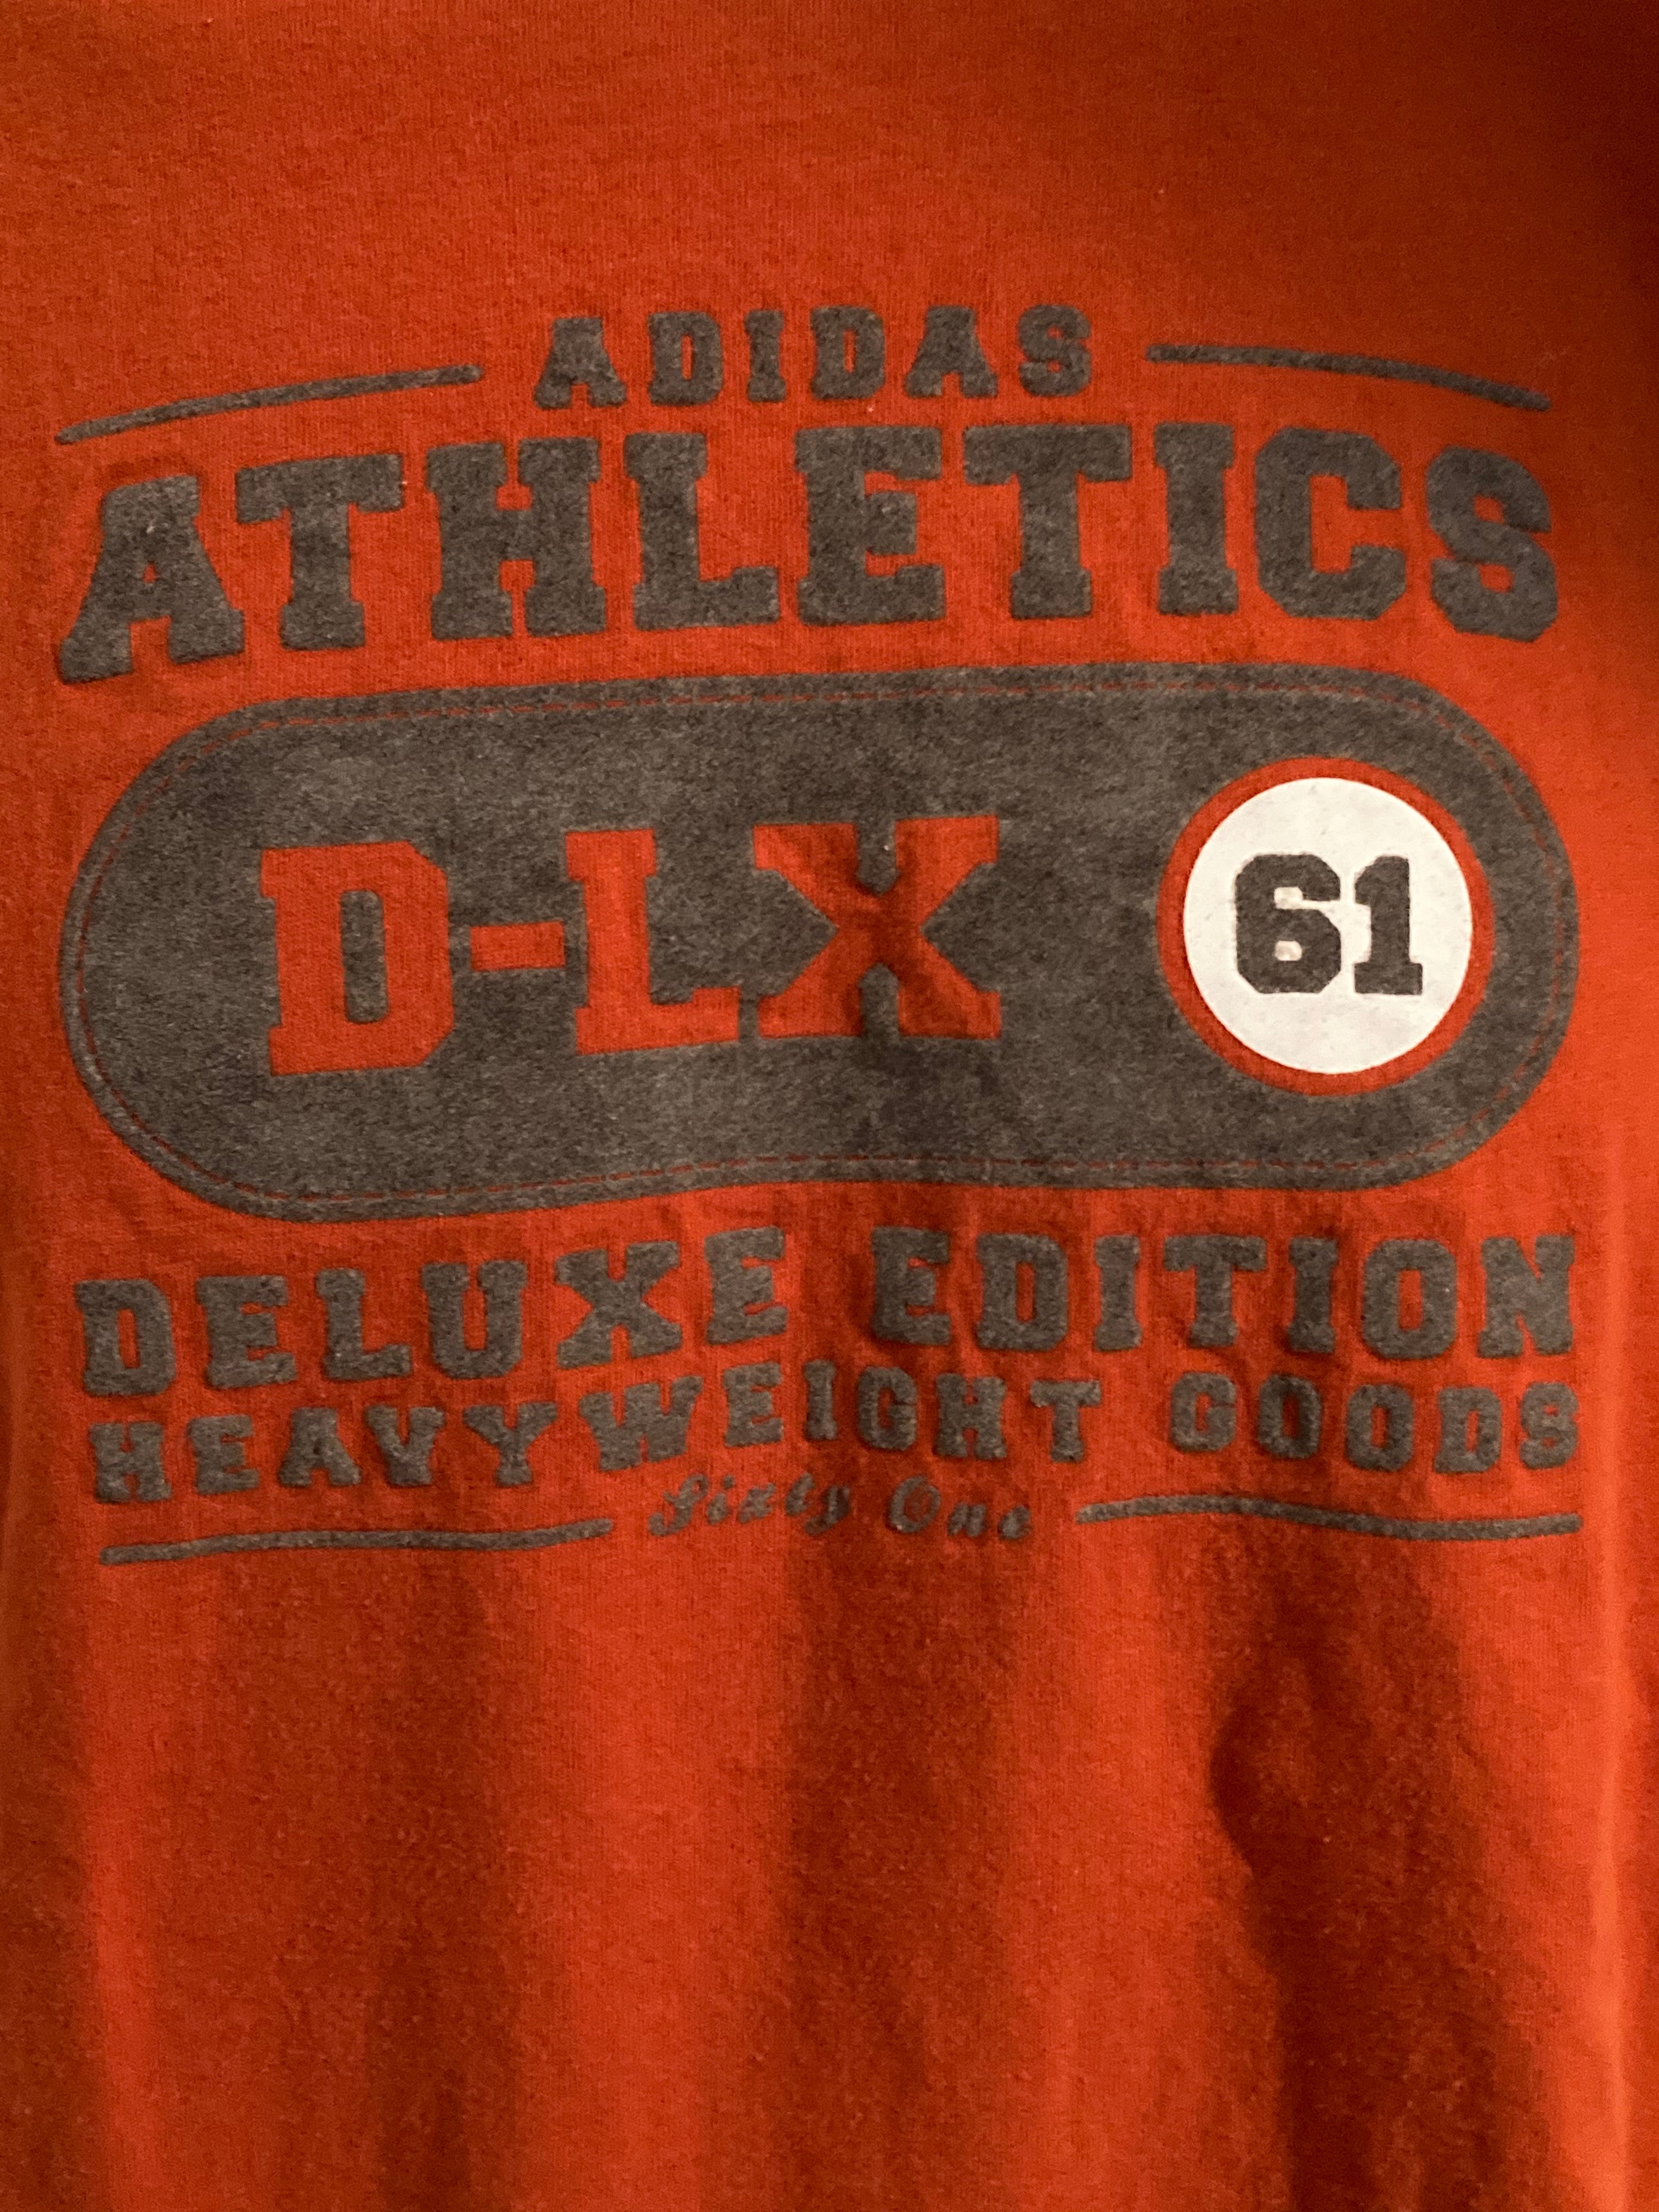 ADIDAS
ATHLETICS
D-LX 61
DELUXE EDITION
HEAVYWEIGHT GOODS
Sixty One